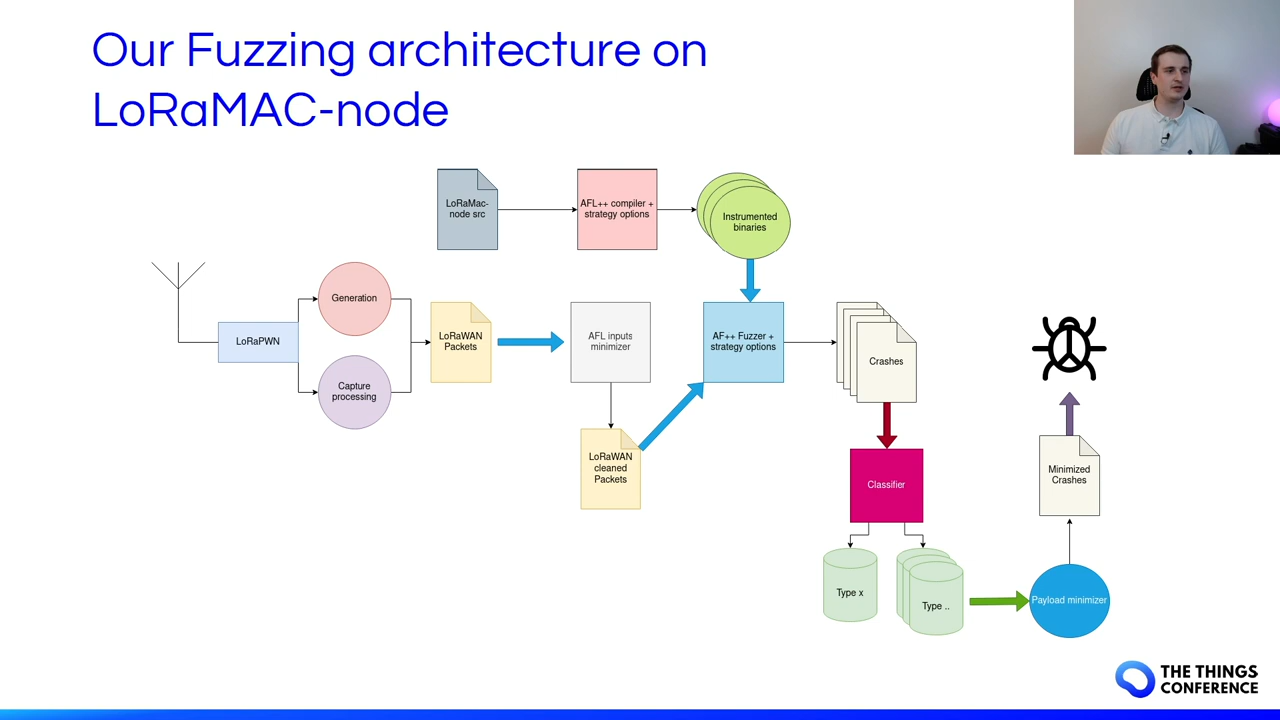 Our Fuzzing architecture on
LoRaMAC-node
LoRaMac-
node src
AFL++ compiler +
strategy options
Instrumented
binaries
Generation
LoRaPWN
Capture
processing
LoRaWAN
Packets
AFL inputs
minimizer
AF++ Fuzzer +
strategy options
Crashes
LoRaWAN
cleaned
Packets
Classifier
Minimized
Crashes
Type x
Type ..
Payload minimizer
THE THINGS
CONFERENCE